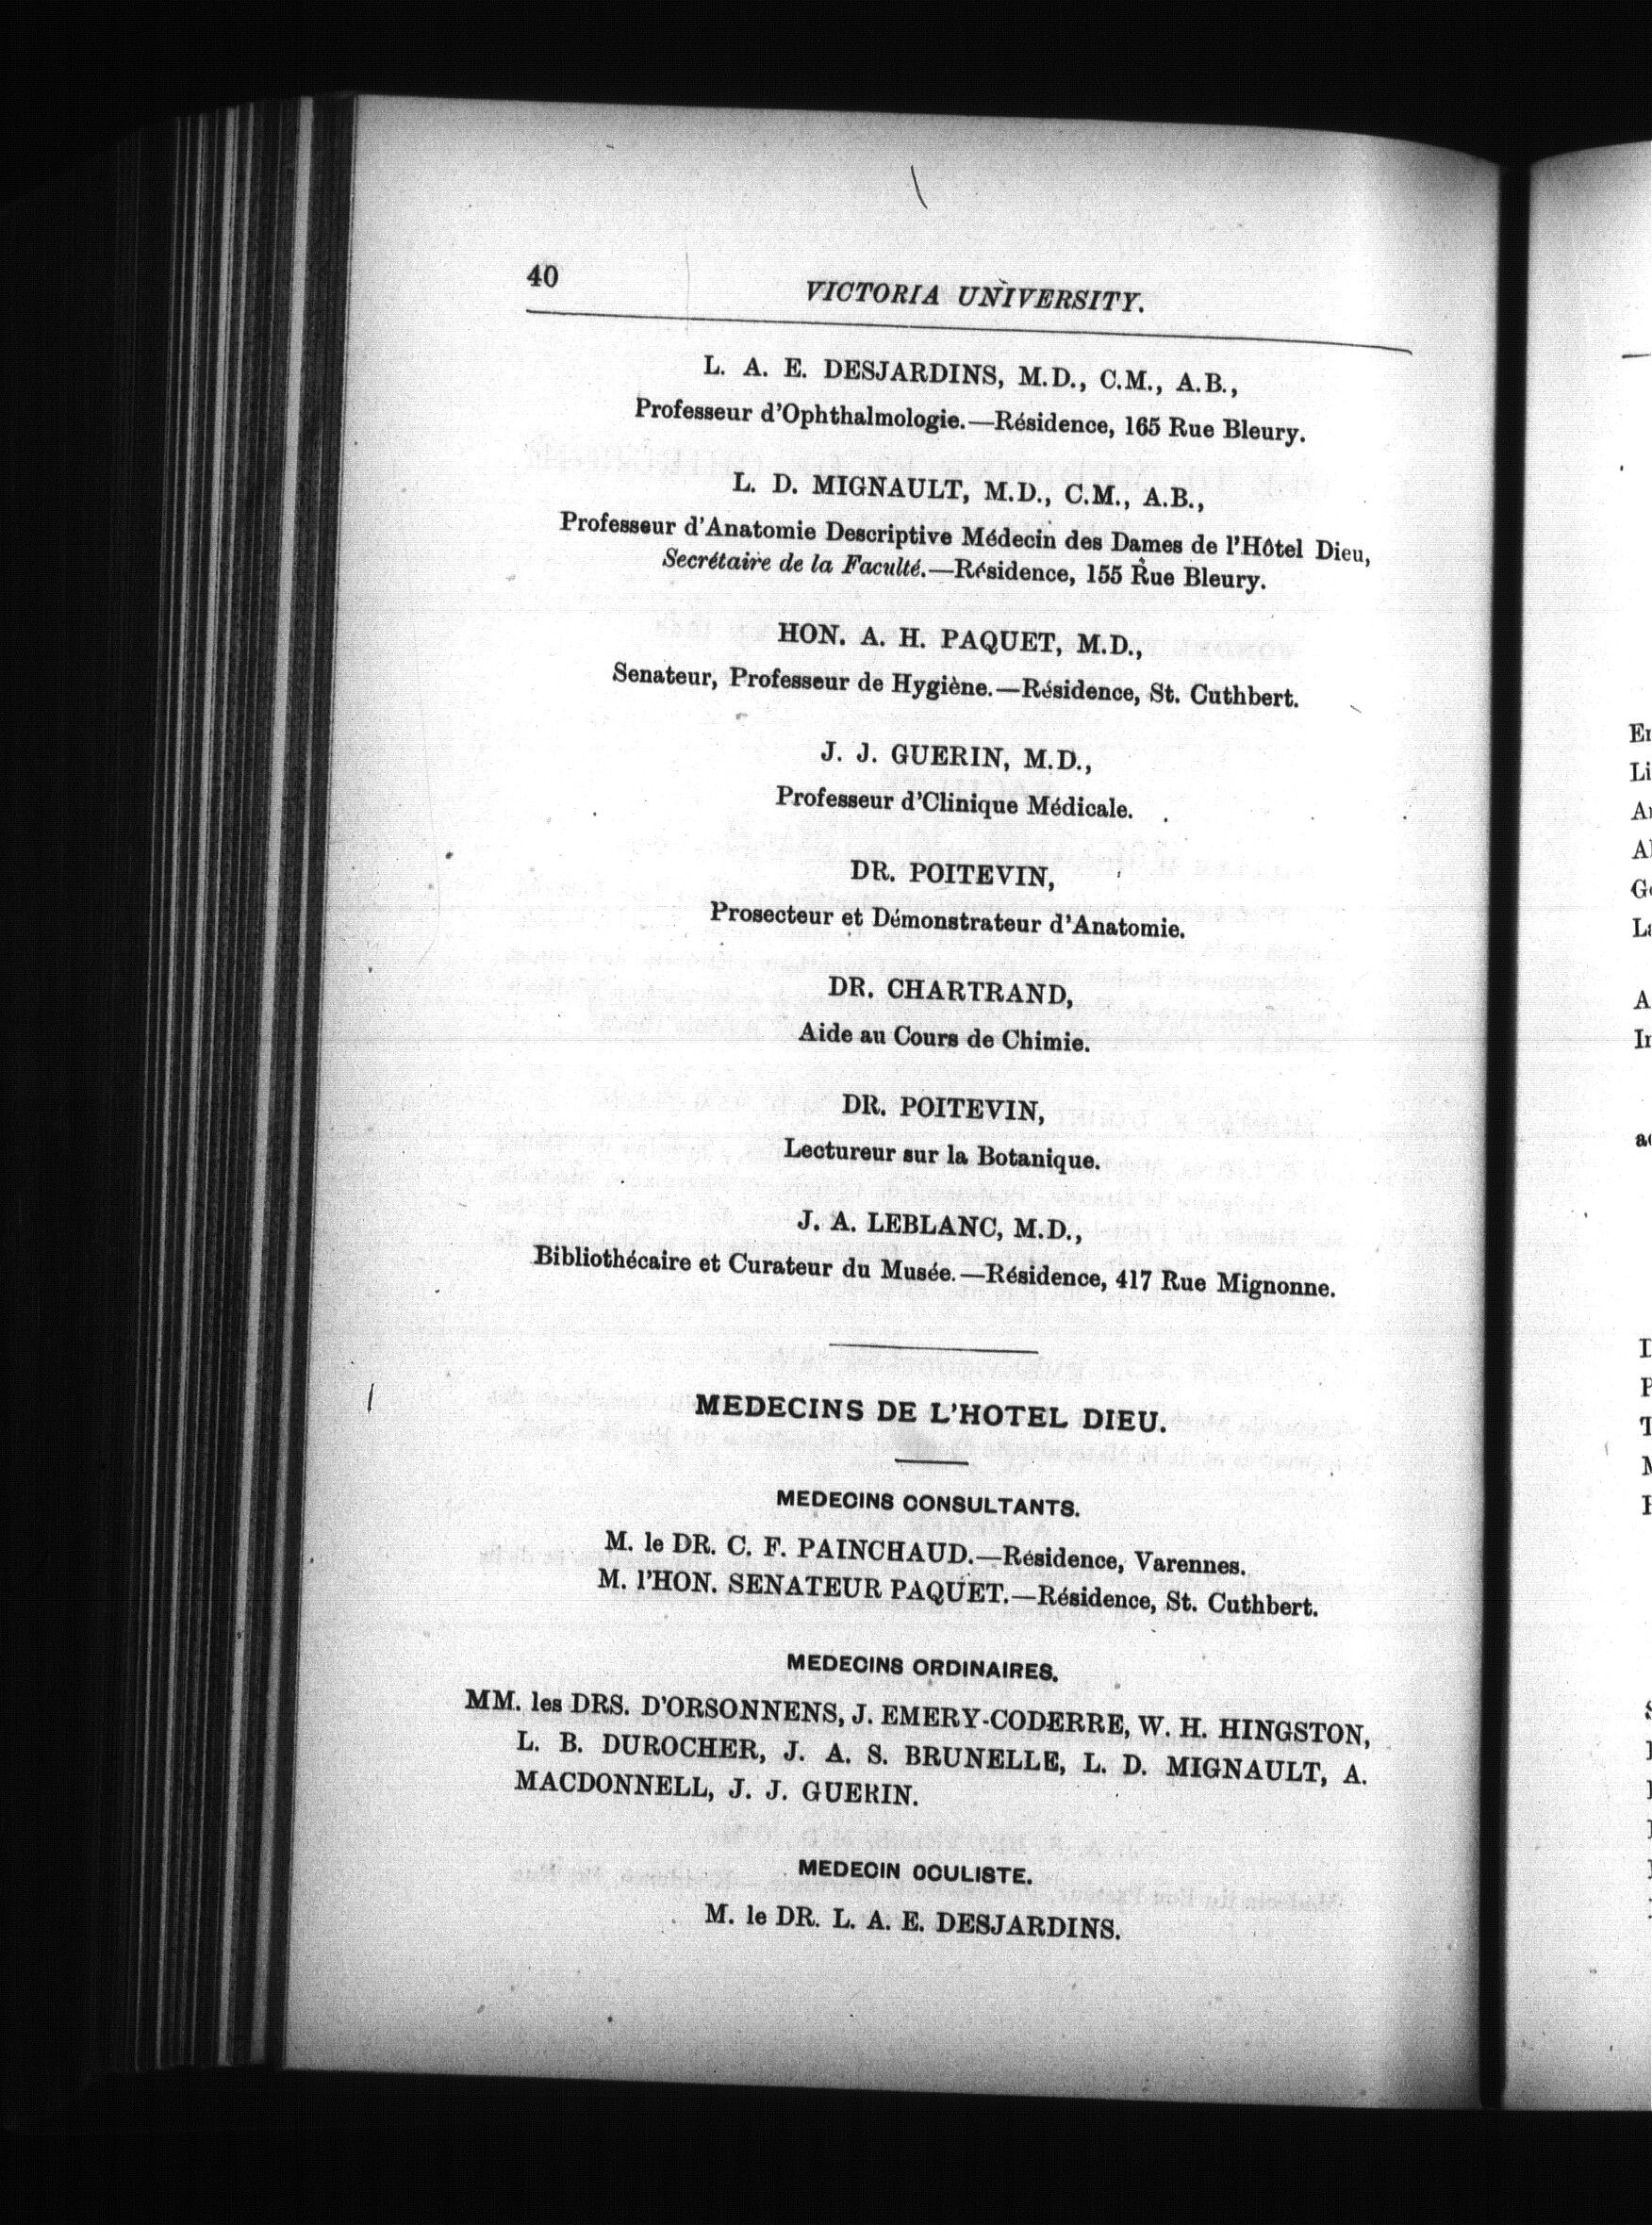 40
VICTORIA UNIVERSITY.
L. A. E. DESJARDINS, M.D., C.M., A.B.,
Professeur d'Ophthalmologie.—Résidence, 165 Rue Bleury.
L. D. MIGNAULT, M.D., C.M., A.B.,
Professeur d'Anatomie Descriptive Médecin des Dames de l'Hôtel Dieu,
Secrétaire de la Faculté.—Résidence, 155 Rue Bleury.
HON. A. H. PAQUET, M.D.,
Senateur, Professeur de Hygiène.—Résidence, St. Cuthbert.
J. J. GUERIN, M.D.,
Professeur d'Clinique Médicale.
DR. POITEVIN,
Prosecteur et Démonstrateur d'Anatomie.
DR. CHARTRAND,
Aide au Cours de Chimie.
DR. POITEVIN,
Lectureur sur la Botanique.
J. A. LEBLANC, M.D.,
Bibliothécaire et Curateur du Musée.—Résidence, 417 Rue Mignonne.
MEDECINS DE L'HOTEL DIEU.
MEDECINS CONSULTANTS.
M. le DR. C. F. PAINCHAUD.—Résidence, Varennes.
M. l'HON. SENATEUR PAQUET.—Résidence, St. Cuthbert.
MEDECINS ORDINAIRES.
MM. les DRS. D'ORSONNENS, J. EMERY-CODERRE, W. H. HINGSTON,
L. B. DUROCHER, J. A. S. BRUNELLE, L. D. MIGNAULT, A.
MACDONNELL, J. J. GUERIN.
MEDECIN OCULISTE.
M. le DR. L. A. E. DESJARDINS.